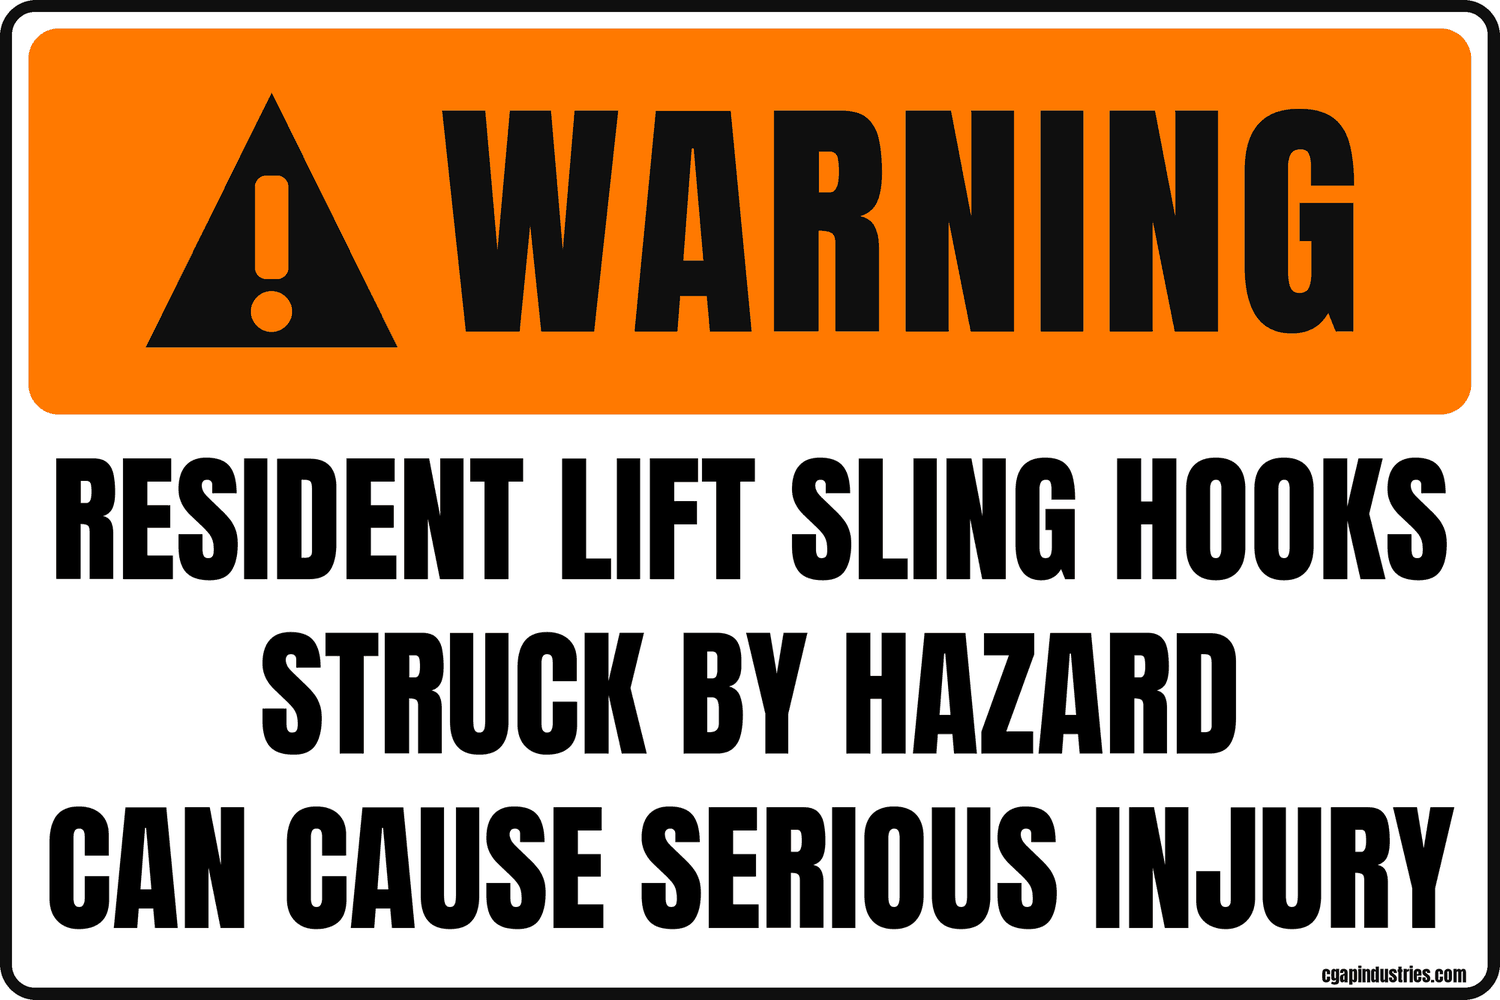 WARNING
RESIDENT LIFT SLING HOOKS
STRUCK BY HAZARD
CAN CAUSE SERIOUS INJURY
cgapindustries.com